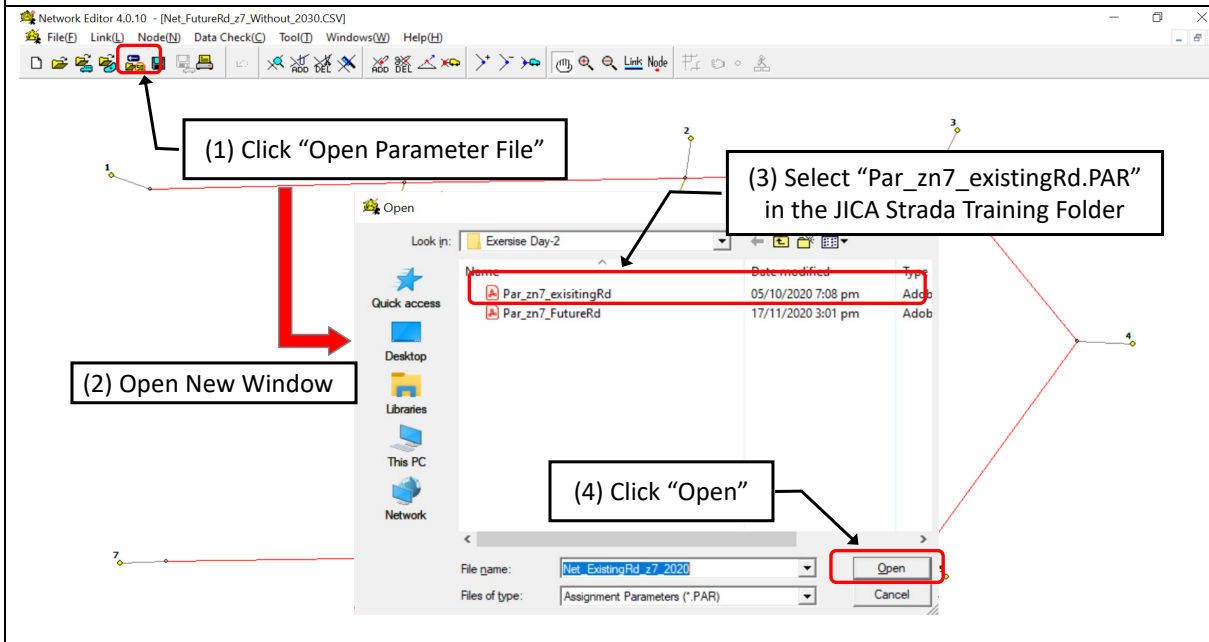 Network Editor 4.0.10 - [Net_FutureRd_z7_Without_2030.CSV]
File(F) Link(L) Node(N) Data Check(C) Tool(T) Windows(W) Help(H)
ADD DEL ADD DEL Link Node
(1) Click “Open Parameter File”
1
2
3
(3) Select “Par_zn7_existingRd.PAR”
in the JICA Strada Training Folder
Open
Look in: Exersise Day-2
Name Date modified Type
Par_zn7_exisitingRd 05/10/2020 7:08 pm Adob
Par_zn7_FutureRd 17/11/2020 3:01 pm Adob
Quick access
Desktop
Libraries
This PC
Network
(2) Open New Window
4
(4) Click “Open”
7
File name: Net_ExistingRd_z7_2020 Open
Files of type: Assignment Parameters (*.PAR) Cancel